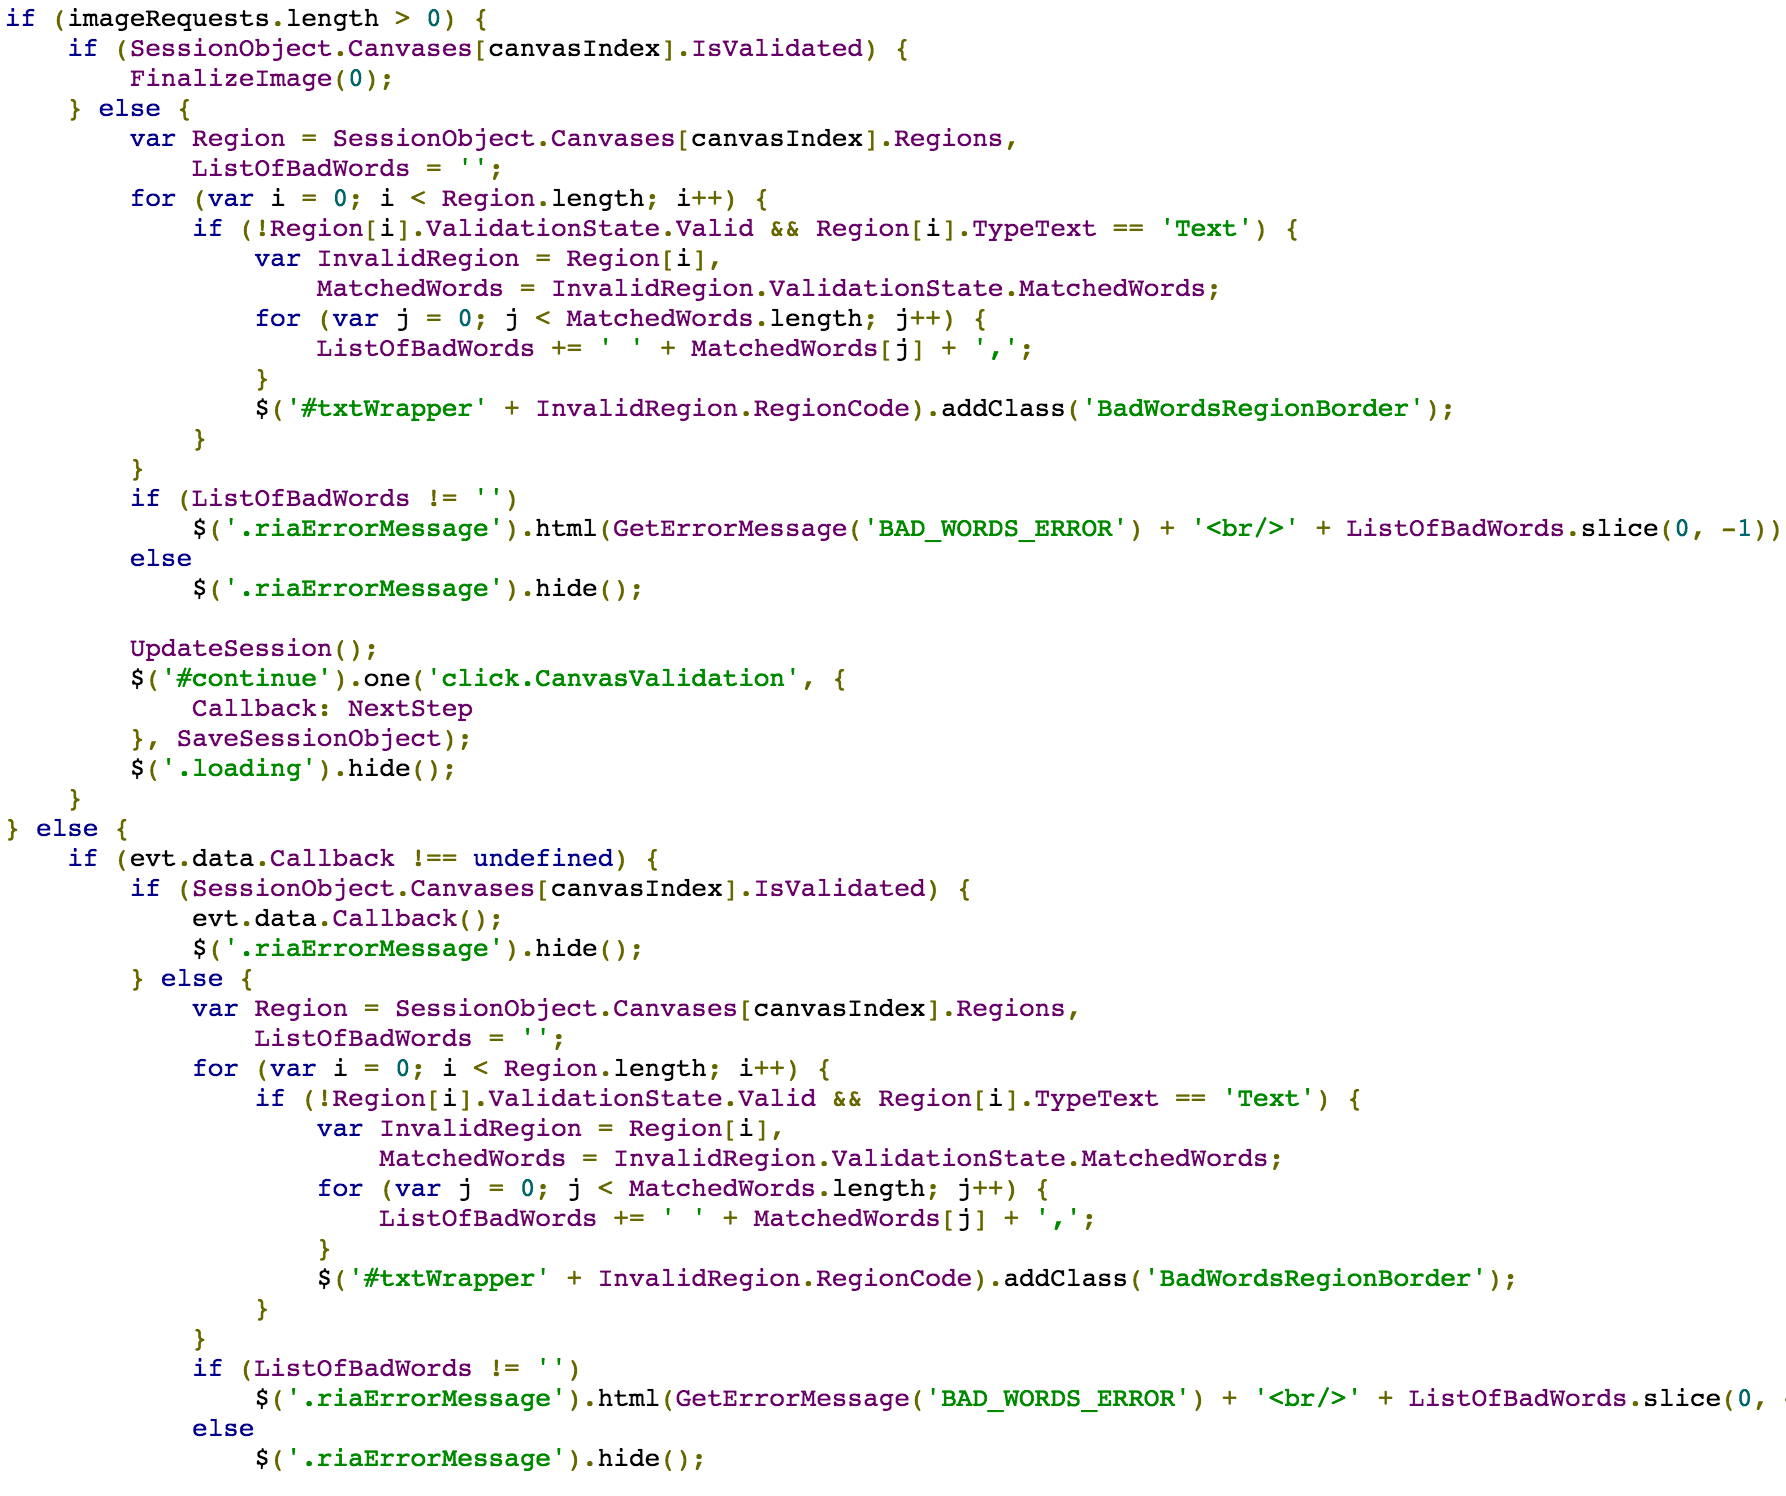 if (imageRequests.length > 0) {
    if (SessionObject.Canvases[canvasIndex].IsValidated) {
        FinalizeImage(0);
    } else {
        var Region = SessionObject.Canvases[canvasIndex].Regions,
            ListOfBadWords = '';
        for (var i = 0; i < Region.length; i++) {
            if (!Region[i].ValidationState.Valid && Region[i].TypeText == 'Text') {
                var InvalidRegion = Region[i],
                    MatchedWords = InvalidRegion.ValidationState.MatchedWords;
                for (var j = 0; j < MatchedWords.length; j++) {
                    ListOfBadWords += ' ' + MatchedWords[j] + ',';
                }
                $('#txtWrapper' + InvalidRegion.RegionCode).addClass('BadWordsRegionBorder');
            }
        }
        if (ListOfBadWords != '')
            $('.riaErrorMessage').html(GetErrorMessage('BAD_WORDS_ERROR') + '<br/>' + ListOfBadWords.slice(0, -1))
        else
            $('.riaErrorMessage').hide();

        UpdateSession();
        $('#continue').one('click.CanvasValidation', {
            Callback: NextStep
        }, SaveSessionObject);
        $('.loading').hide();
    }
} else {
    if (evt.data.Callback !== undefined) {
        if (SessionObject.Canvases[canvasIndex].IsValidated) {
            evt.data.Callback();
            $('.riaErrorMessage').hide();
        } else {
            var Region = SessionObject.Canvases[canvasIndex].Regions,
                ListOfBadWords = '';
            for (var i = 0; i < Region.length; i++) {
                if (!Region[i].ValidationState.Valid && Region[i].TypeText == 'Text') {
                    var InvalidRegion = Region[i],
                        MatchedWords = InvalidRegion.ValidationState.MatchedWords;
                    for (var j = 0; j < MatchedWords.length; j++) {
                        ListOfBadWords += ' ' + MatchedWords[j] + ',';
                    }
                    $('#txtWrapper' + InvalidRegion.RegionCode).addClass('BadWordsRegionBorder');
                }
            }
            if (ListOfBadWords != '')
                $('.riaErrorMessage').html(GetErrorMessage('BAD_WORDS_ERROR') + '<br/>' + ListOfBadWords.slice(0,
            else
                $('.riaErrorMessage').hide();